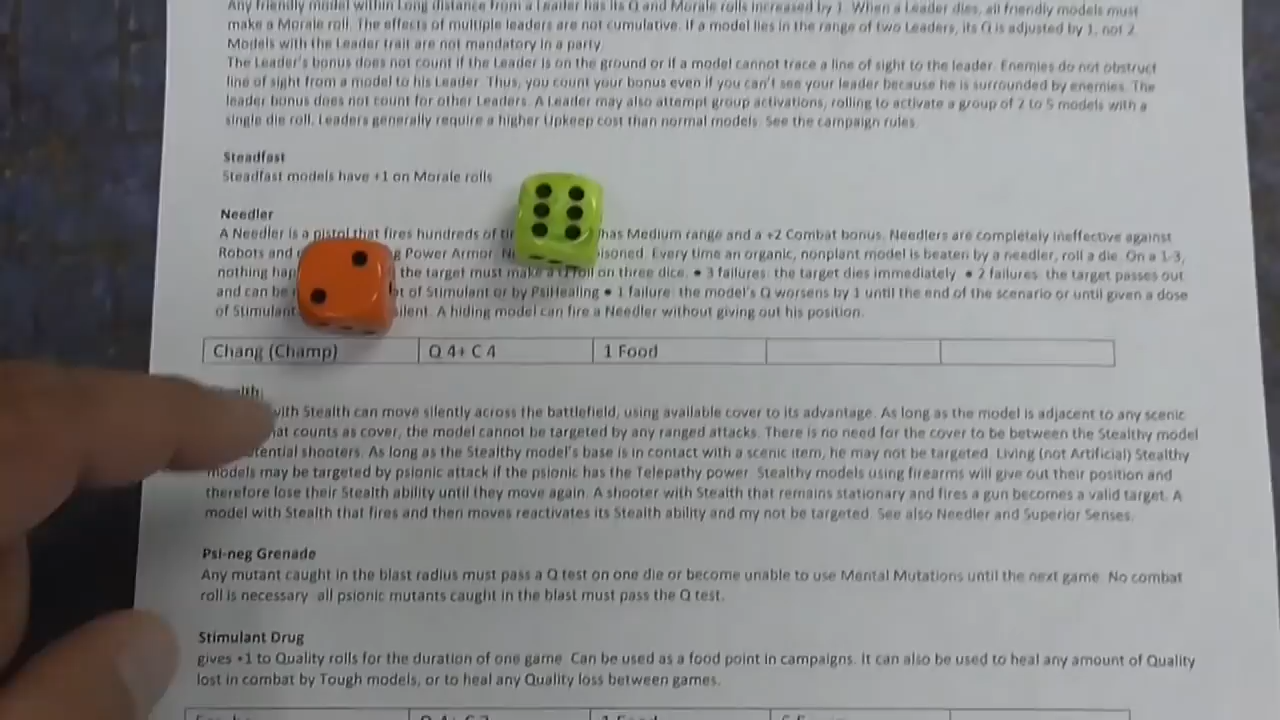 Any friendly model within Long distance from a Leader has its Q and Morale rolls increased by 1. When a Leader dies, all friendly models must
make a Morale roll. The effects of multiple leaders are not cumulative. If a model lies in the range of two Leaders, its Q is adjusted by 1, not 2.
Models with the Leader trait are not mandatory in a party.
The Leader's bonus does not count if the Leader is on the ground or if a model cannot trace a line of sight to the leader. Enemies do not obstruct
line of sight from a model to his Leader. Thus, you count your bonus even if you can't see your leader because he is surrounded by enemies. The
leader bonus does not count for other Leaders. A Leader may also attempt group activations, rolling to activate a group of 2 to 5 models with a
single die roll. Leaders generally require a higher Upkeep cost than normal models. See the campaign rules.
Steadfast
Steadfast models have +1 on Morale rolls
Needler
A Needler is a pistol that fires hundreds of has Medium range and a +2 Combat bonus. Needlers are completely ineffective against
Robots and Power Armor. Every time an organic, nonplant model is beaten by a needler, roll a die. On a 1-3,
nothing the target must make a Q roll on three dice. • 3 failures: the target dies immediately. • 2 failures: the target passes out
and can be of Stimulant or by PsiHealing • 1 failure: the model's Q worsens by 1 until the end of the scenario or until given a dose
of Stimulant. A hiding model can fire a Needler without giving out his position.
Chang (Champ) Q 4+ C 4 1 Food
with Stealth can move silently across the battlefield, using available cover to its advantage. As long as the model is adjacent to any scenic
counts as cover, the model cannot be targeted by any ranged attacks. There is no need for the cover to be between the Stealthy model
shooters. As long as the Stealthy model's base is in contact with a scenic item, he may not be targeted. Living (not Artificial) Stealthy
models may be targeted by psionic attack if the psionic has the Telepathy power. Stealthy models using firearms will give out their position and
therefore lose their Stealth ability until they move again. A shooter with Stealth that remains stationary and fires a gun becomes a valid target. A
model with Stealth that fires and then moves reactivates its Stealth ability and my not be targeted. See also Needler and Superior Senses.
Psi-neg Grenade
Any mutant caught in the blast radius must pass a Q test on one die or become unable to use Mental Mutations until the next game. No combat
roll is necessary all psionic mutants caught in the blast must pass the Q test.
Stimulant Drug
gives +1 to Quality rolls for the duration of one game. Can be used as a food point in campaigns. It can also be used to heal any amount of Quality
lost in combat by Tough models, or to heal any Quality loss between games.